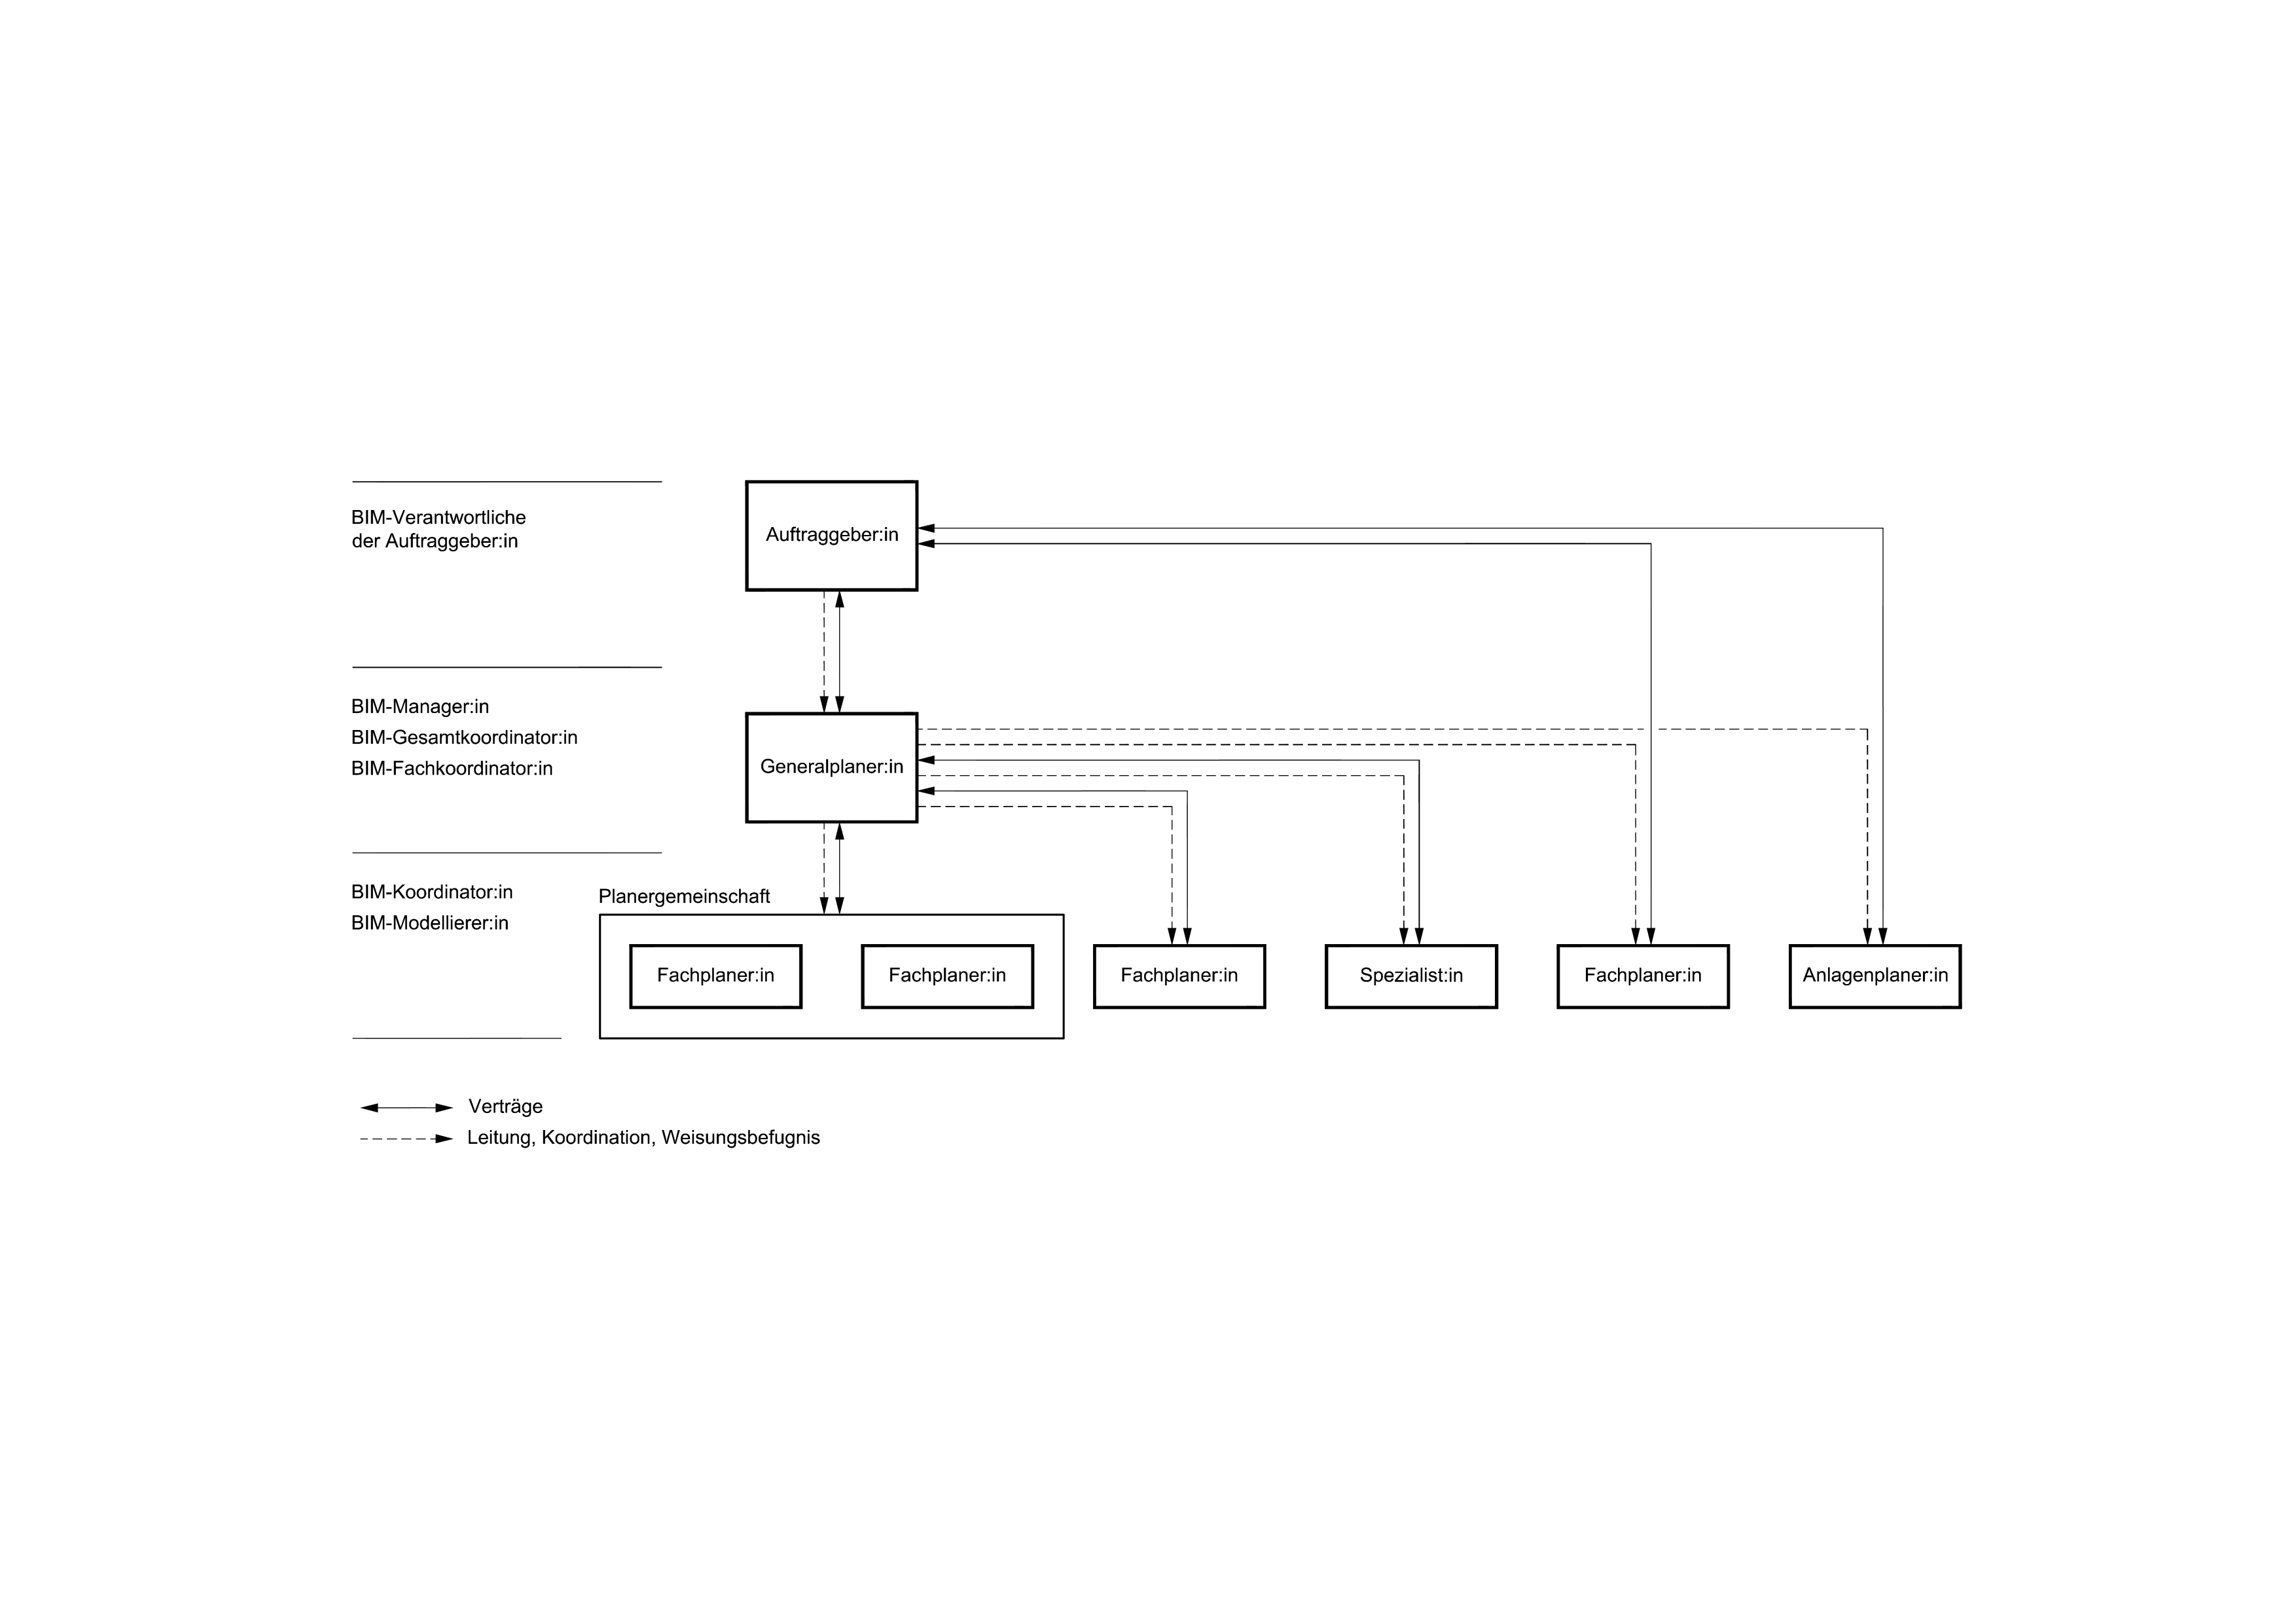 BIM-Verantwortliche
der Auftraggeber:in
Auftraggeber:in
BIM-Manager:in
BIM-Gesamtkoordinator:in
BIM-Fachkoordinator:in
Generalplaner:in
BIM-Koordinator:in
BIM-Modellierer:in
Planergemeinschaft
Fachplaner:in
Fachplaner:in
Fachplaner:in
Spezialist:in
Fachplaner:in
Anlagenplaner:in
Verträge
Leitung, Koordination, Weisungsbefugnis